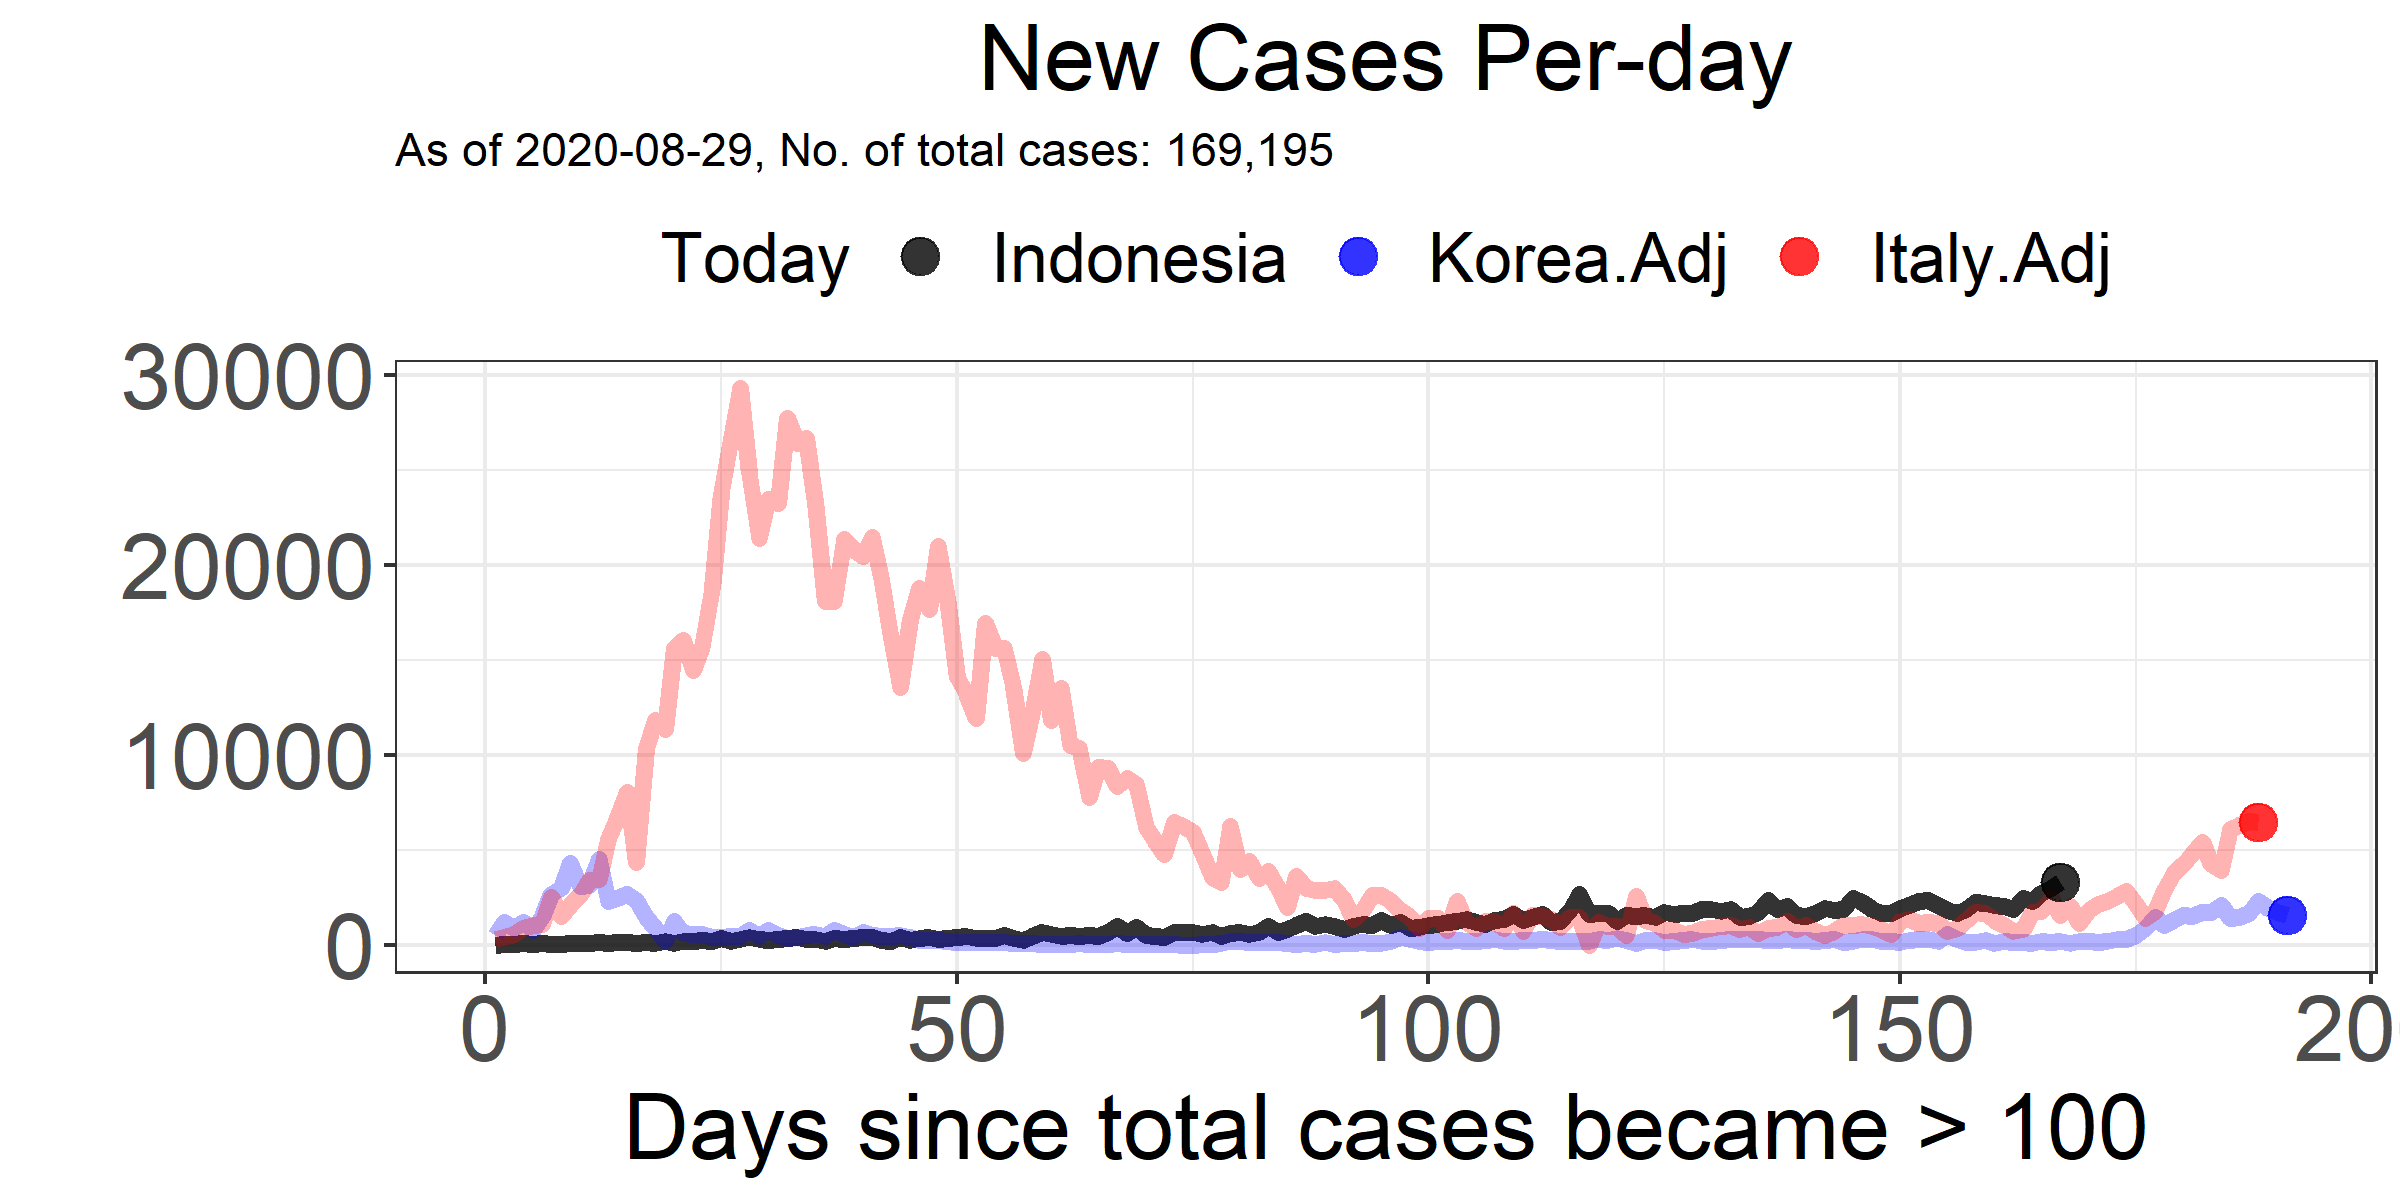 New Cases Per-day
As of 2020-08-29, No. of total cases: 169,195
Today Indonesia Korea.Adj Italy.Adj
30000
20000
10000
0
0 50 100 150 20
Days since total cases became > 100